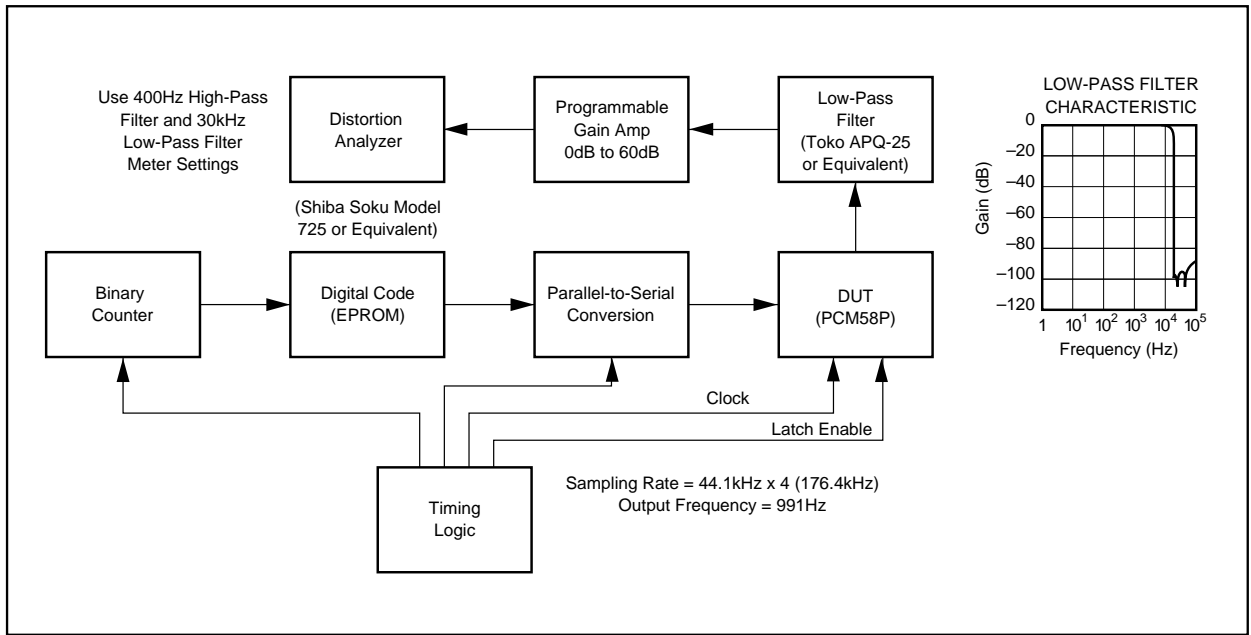 Use 400Hz High-Pass
Filter and 30kHz
Low-Pass Filter
Meter Settings
Distortion
Analyzer
Programmable
Gain Amp
0dB to 60dB
Low-Pass
Filter
(Toko APQ-25
or Equivalent)
LOW-PASS FILTER
CHARACTERISTIC
0
–20
–40
–60
–80
–100
–120
Gain (dB)
1 10¹ 10² 10³ 10⁴ 10⁵
Frequency (Hz)
(Shiba Soku Model
725 or Equivalent)
Binary
Counter
Digital Code
(EPROM)
Parallel-to-Serial
Conversion
DUT
(PCM58P)
Clock
Latch Enable
Timing
Logic
Sampling Rate = 44.1kHz x 4 (176.4kHz)
Output Frequency = 991Hz